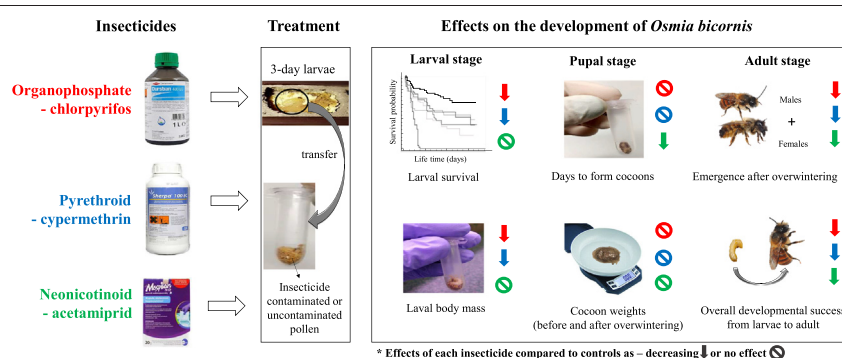 Insecticides
Treatment
Effects on the development of Osmia bicornis
Organophosphate
- chlorpyrifos
Pyrethroid
- cypermethrin
Neonicotinoid
- acetamiprid
3-day larvae
transfer
Insecticide
contaminated or
uncontaminated
pollen
Larval stage
Survival probability
Life time (days)
Larval survival
Laval body mass
Pupal stage
Days to form cocoons
Cocoon weights
(before and after overwintering)
Adult stage
Males
+
Females
Emergence after overwintering
Overall developmental success
from larvae to adult
* Effects of each insecticide compared to controls as – decreasing or no effect